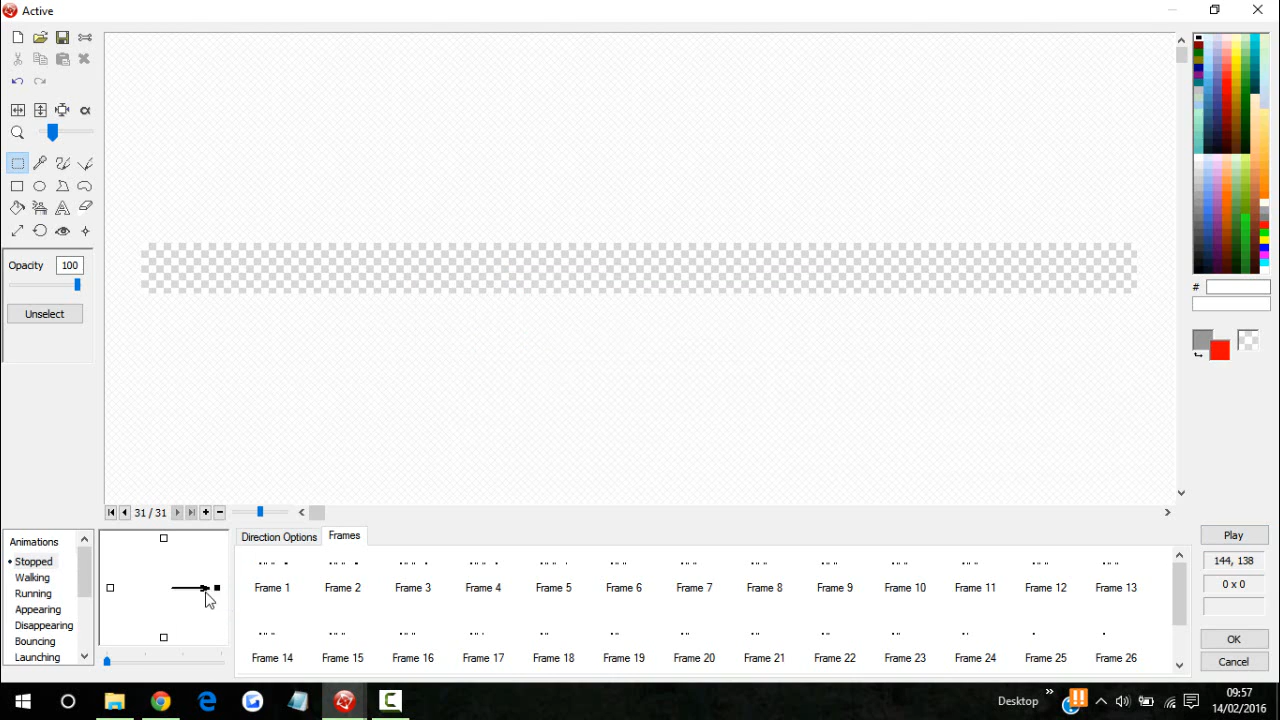 Active
Opacity 100
Unselect
#
31 / 31
Animations
Stopped
Walking
Running
Appearing
Disappearing
Bouncing
Launching
Direction Options Frames
Frame 1 Frame 2 Frame 3 Frame 4 Frame 5 Frame 6 Frame 7 Frame 8 Frame 9 Frame 10 Frame 11 Frame 12 Frame 13
Frame 14 Frame 15 Frame 16 Frame 17 Frame 18 Frame 19 Frame 20 Frame 21 Frame 22 Frame 23 Frame 24 Frame 25 Frame 26
Play
144, 138
0 x 0
OK
Cancel
Desktop
09:57
14/02/2016